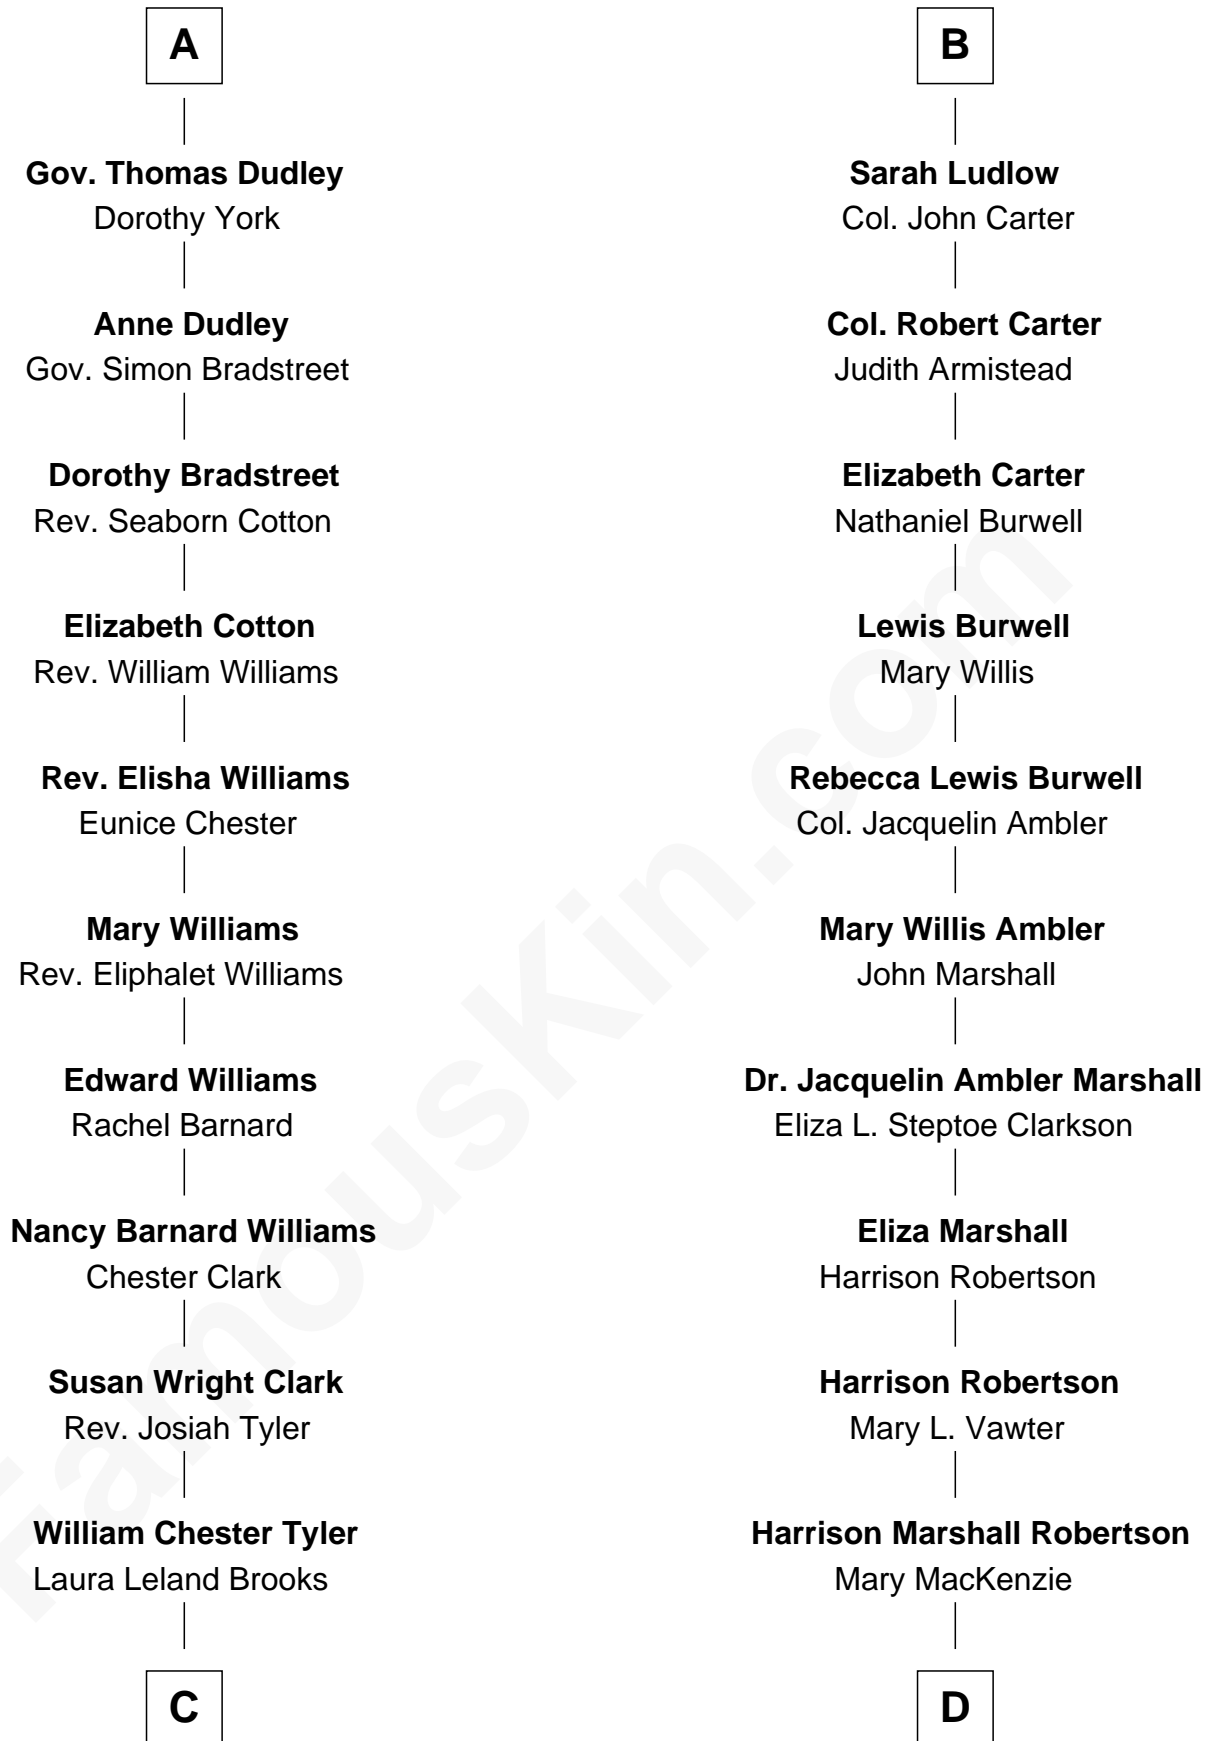 A
Gov. Thomas Dudley
Dorothy York
Anne Dudley
Gov. Simon Bradstreet
Dorothy Bradstreet
Rev. Seaborn Cotton
Elizabeth Cotton
Rev. William Williams
Rev. Elisha Williams
Eunice Chester
Mary Williams
Rev. Eliphalet Williams
Edward Williams
Rachel Barnard
Nancy Barnard Williams
Chester Clark
Susan Wright Clark
Rev. Josiah Tyler
William Chester Tyler
Laura Leland Brooks
C
B
Sarah Ludlow
Col. John Carter
Col. Robert Carter
Judith Armistead
Elizabeth Carter
Nathaniel Burwell
Lewis Burwell
Mary Willis
Rebecca Lewis Burwell
Col. Jacquelin Ambler
Mary Willis Ambler
John Marshall
Dr. Jacquelin Ambler Marshall
Eliza L. Steptoe Clarkson
Eliza Marshall
Harrison Robertson
Harrison Robertson
Mary L. Vawter
Harrison Marshall Robertson
Mary MacKenzie
D
FamousKin.com